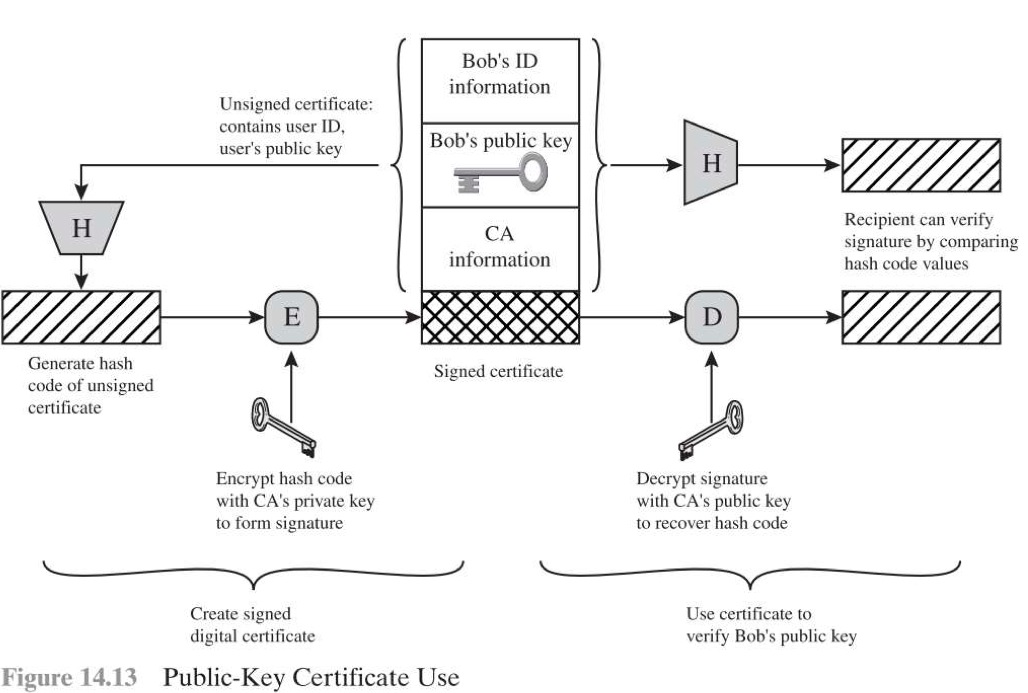 Bob's ID
information
Unsigned certificate:
contains user ID,
user's public key
Bob's public key
H
H
CA
information
Recipient can verify
signature by comparing
hash code values
E
D
Generate hash
code of unsigned
certificate
Signed certificate
Encrypt hash code
with CA's private key
to form signature
Decrypt signature
with CA's public key
to recover hash code
Create signed
digital certificate
Use certificate to
verify Bob's public key
Figure 14.13 Public-Key Certificate Use